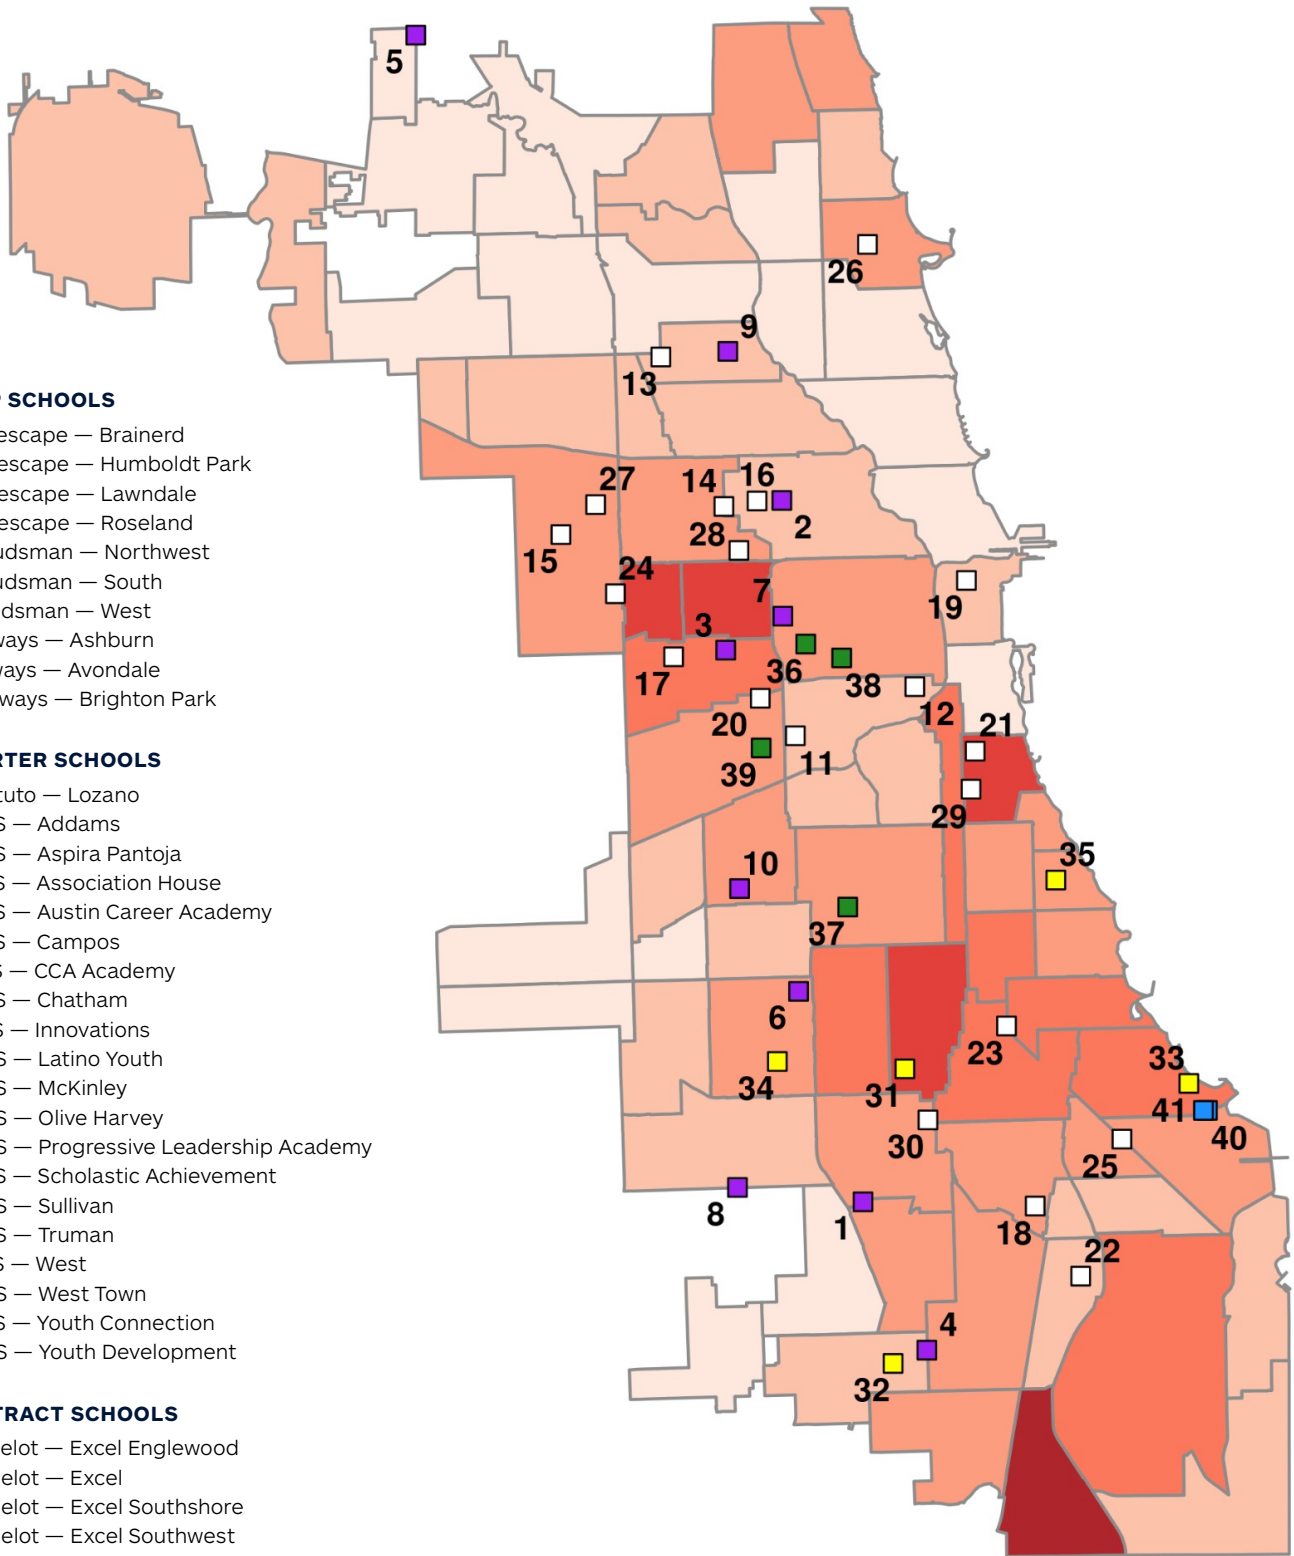 5
26
9
13
SCHOOLS
escape — Brainerd
escape — Humboldt Park
escape — Lawndale
escape — Roseland
udsman — Northwest
udsman — South
dsman — West
ways — Ashburn
ways — Avondale
ways — Brighton Park
RTER SCHOOLS
tuto — Lozano
S — Addams
S — Aspira Pantoja
S — Association House
S — Austin Career Academy
S — Campos
S — CCA Academy
S — Chatham
S — Innovations
S — Latino Youth
S — McKinley
S — Olive Harvey
S — Progressive Leadership Academy
S — Scholastic Achievement
S — Sullivan
S — Truman
S — West
S — West Town
S — Youth Connection
S — Youth Development
TRACT SCHOOLS
elot — Excel Englewood
elot — Excel
elot — Excel Southshore
elot — Excel Southwest
27
14
16
2
28
15
24
7
19
3
36
38
17
12
20
21
11
39
29
35
10
37
6
23
33
34
31
41
40
30
25
8
1
18
22
4
32